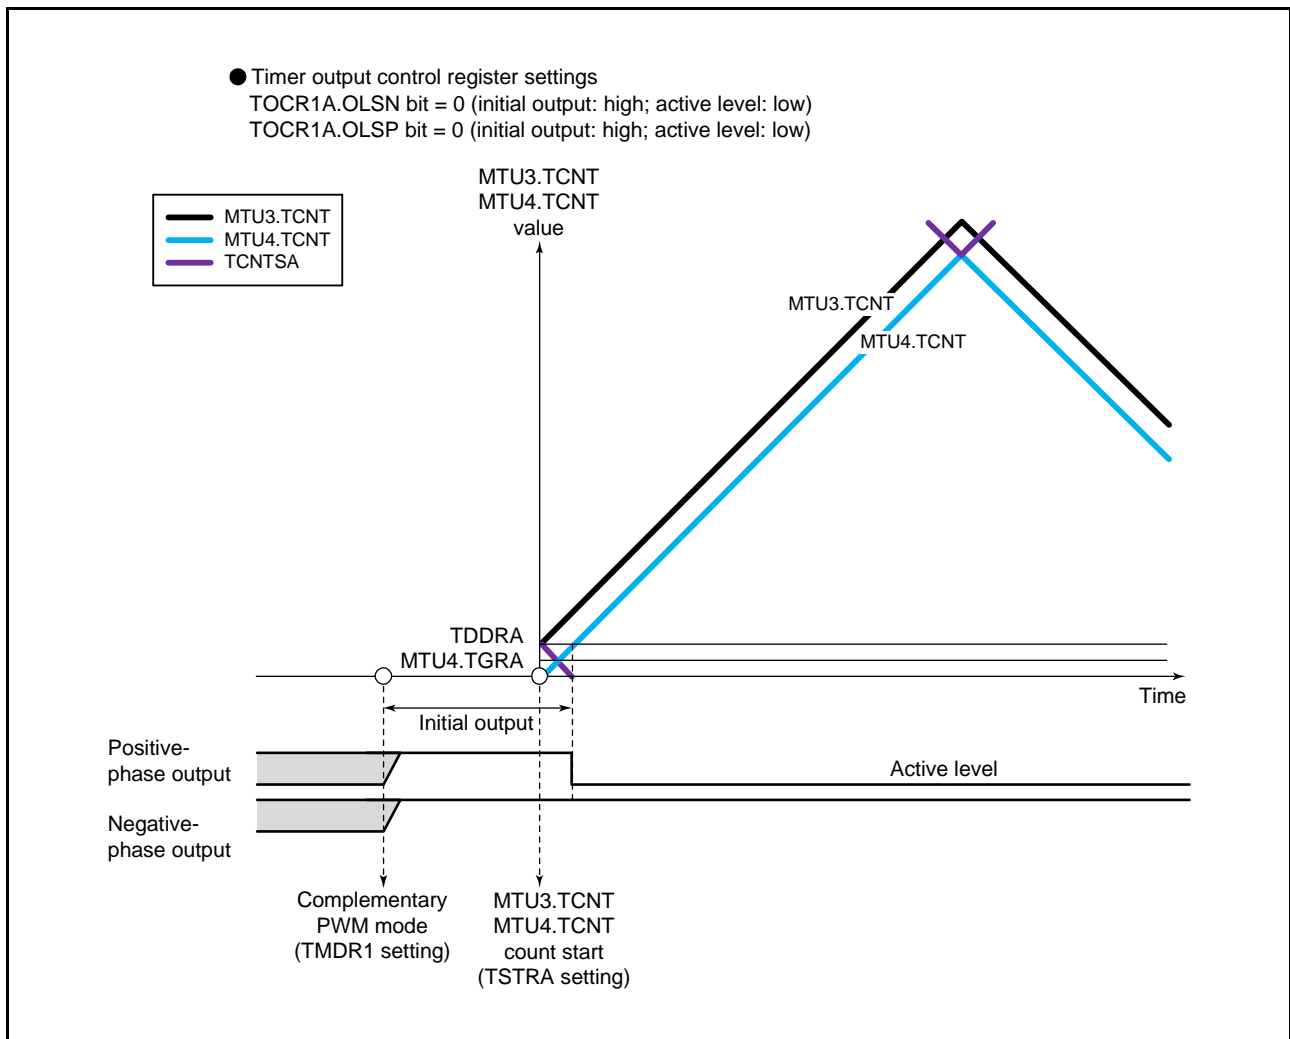 ● Timer output control register settings
TOCR1A.OLSN bit = 0 (initial output: high; active level: low)
TOCR1A.OLSP bit = 0 (initial output: high; active level: low)
MTU3.TCNT
MTU4.TCNT
value
MTU3.TCNT
MTU4.TCNT
TCNTSA
MTU3.TCNT
MTU4.TCNT
TDDRA
MTU4.TGRA
Time
Initial output
Positive-
phase output
Active level
Negative-
phase output
Complementary
PWM mode
(TMDR1 setting)
MTU3.TCNT
MTU4.TCNT
count start
(TSTRA setting)